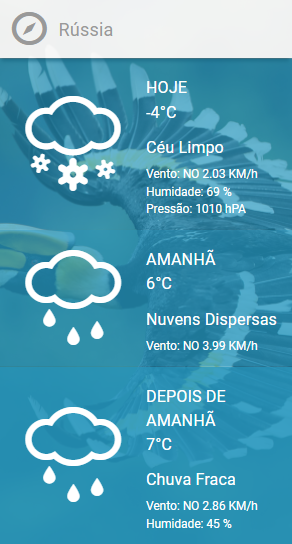 Rússia
HOJE
-4°C
Céu Limpo
Vento: NO 2.03 KM/h
Humidade: 69 %
Pressão: 1010 hPA
AMANHÃ
6°C
Nuvens Dispersas
Vento: NO 3.99 KM/h
DEPOIS DE
AMANHÃ
7°C
Chuva Fraca
Vento: NO 2.86 KM/h
Humidade: 45 %